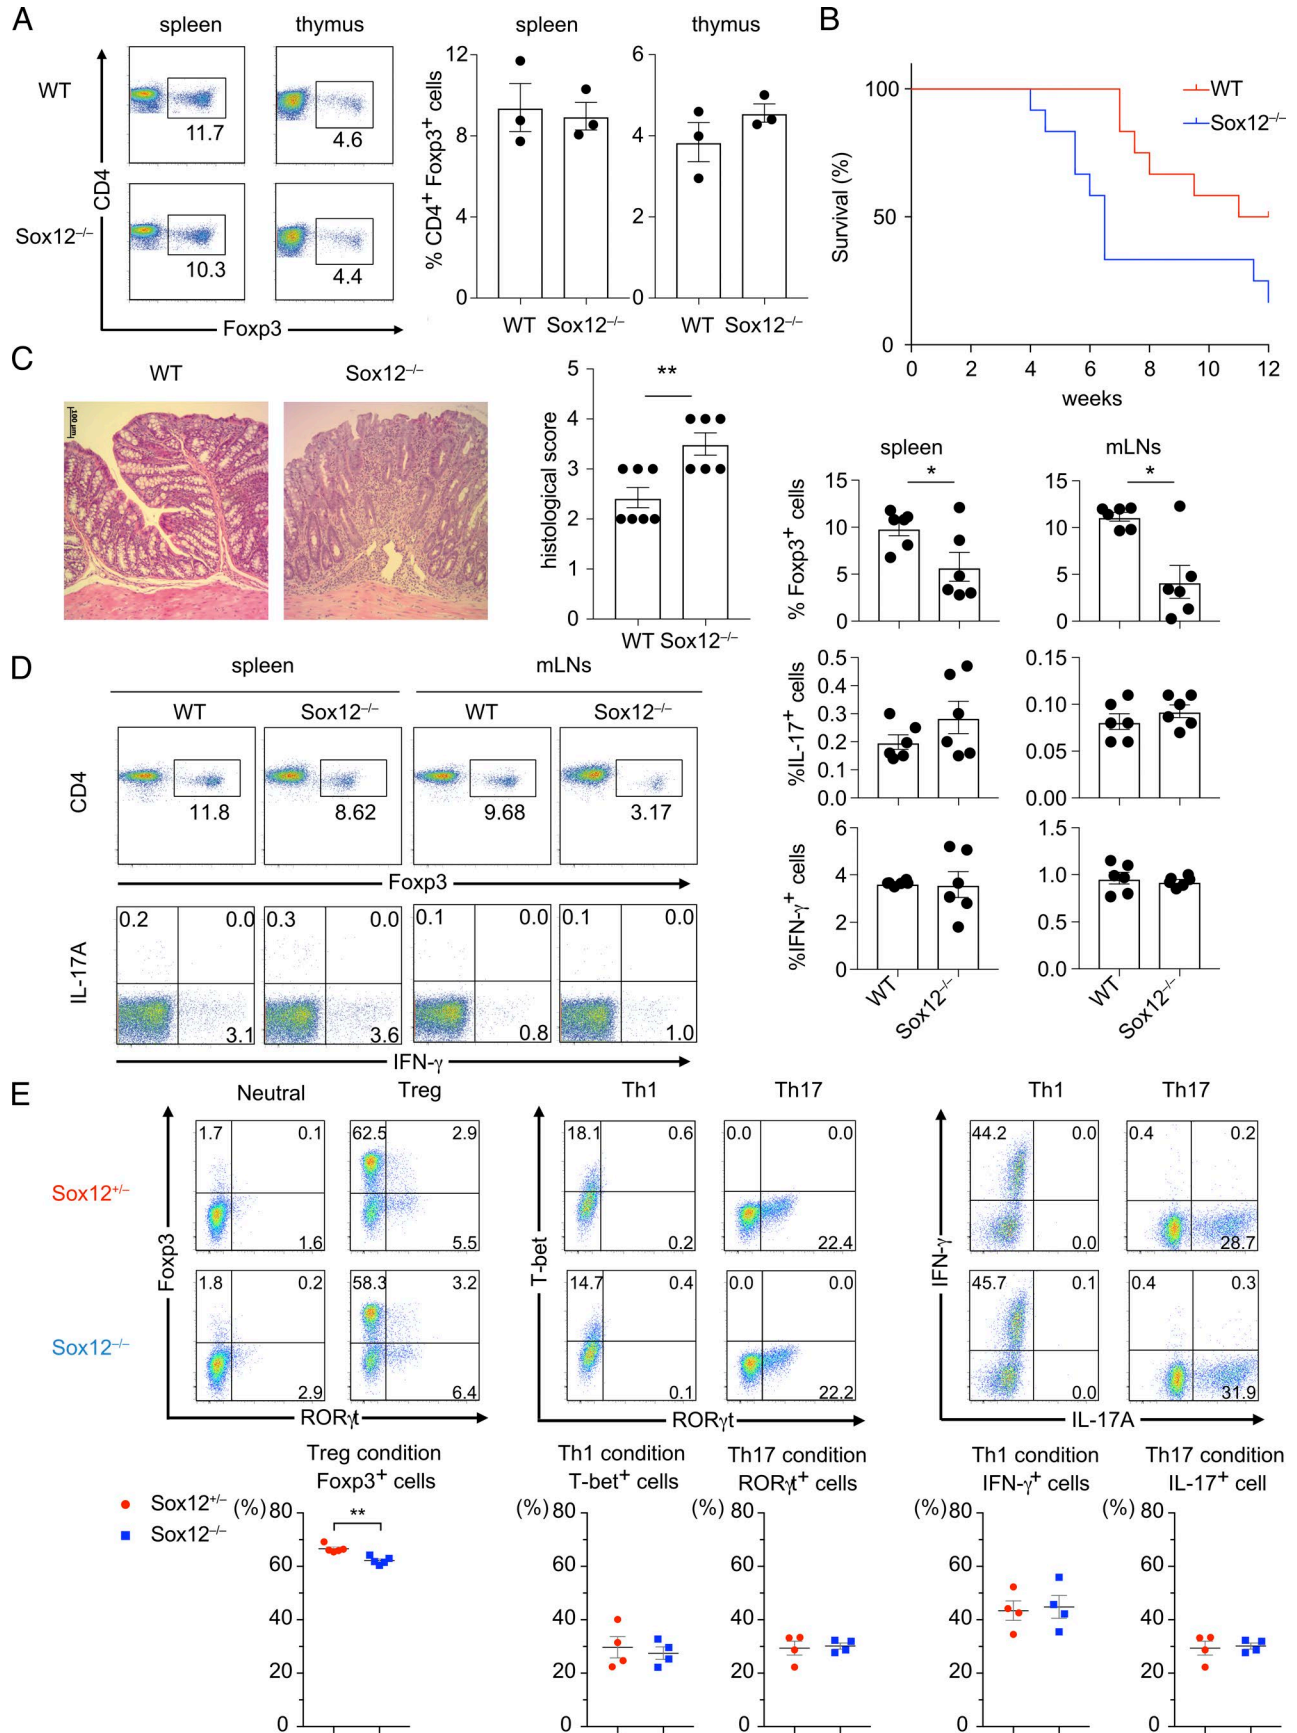 A
spleen
thymus
WT
11.7
4.6
CD4
Sox12–/–
10.3
4.4
Foxp3
spleen
thymus
% CD4+ Foxp3+ cells
12
8
4
0
6
4
2
0
WT Sox12–/–
WT Sox12–/–
B
Survival (%)
100
50
0
WT
Sox12–/–
0 2 4 6 8 10 12
weeks
C
WT
Sox12–/–
100 µm
histological score
5
4
3
2
1
0
**
WT Sox12–/–
D
spleen
mLNs
WT
Sox12–/–
WT
Sox12–/–
CD4
11.8
8.62
9.68
3.17
Foxp3
IL-17A
0.2 0.0
0.3 0.0
0.1 0.0
0.1 0.0
3.1
3.6
0.8
1.0
IFN-γ
spleen
mLNs
% Foxp3+ cells
15
10
5
0
*
15
10
5
0
*
%IL-17+ cells
0.5
0.4
0.3
0.2
0.1
0.0
0.15
0.10
0.05
0.00
%IFN-γ+ cells
6
4
2
0
1.5
1.0
0.5
0.0
WT
Sox12–/–
WT
Sox12–/–
E
Neutral
Treg
Th1
Th17
Th1
Th17
Sox12+/–
Foxp3
1.7 0.1
1.6
62.5 2.9
5.5
T-bet
18.1 0.6
0.2
0.0 0.0
22.4
IFN-γ
44.2 0.0
0.0
0.4 0.2
28.7
Sox12–/–
1.8 0.2
2.9
58.3 3.2
6.4
14.7 0.4
0.1
0.0 0.0
22.2
45.7 0.1
0.0
0.4 0.3
31.9
RORγt
RORγt
IL-17A
Sox12+/–
Sox12–/–
Treg condition
Foxp3+ cells
(%)
80
60
40
20
0
**
Th1 condition
T-bet+ cells
(%)
80
60
40
20
0
Th17 condition
RORγt+ cells
(%)
80
60
40
20
0
Th1 condition
IFN-γ+ cells
(%)
80
60
40
20
0
Th17 condition
IL-17+ cell
(%)
80
60
40
20
0